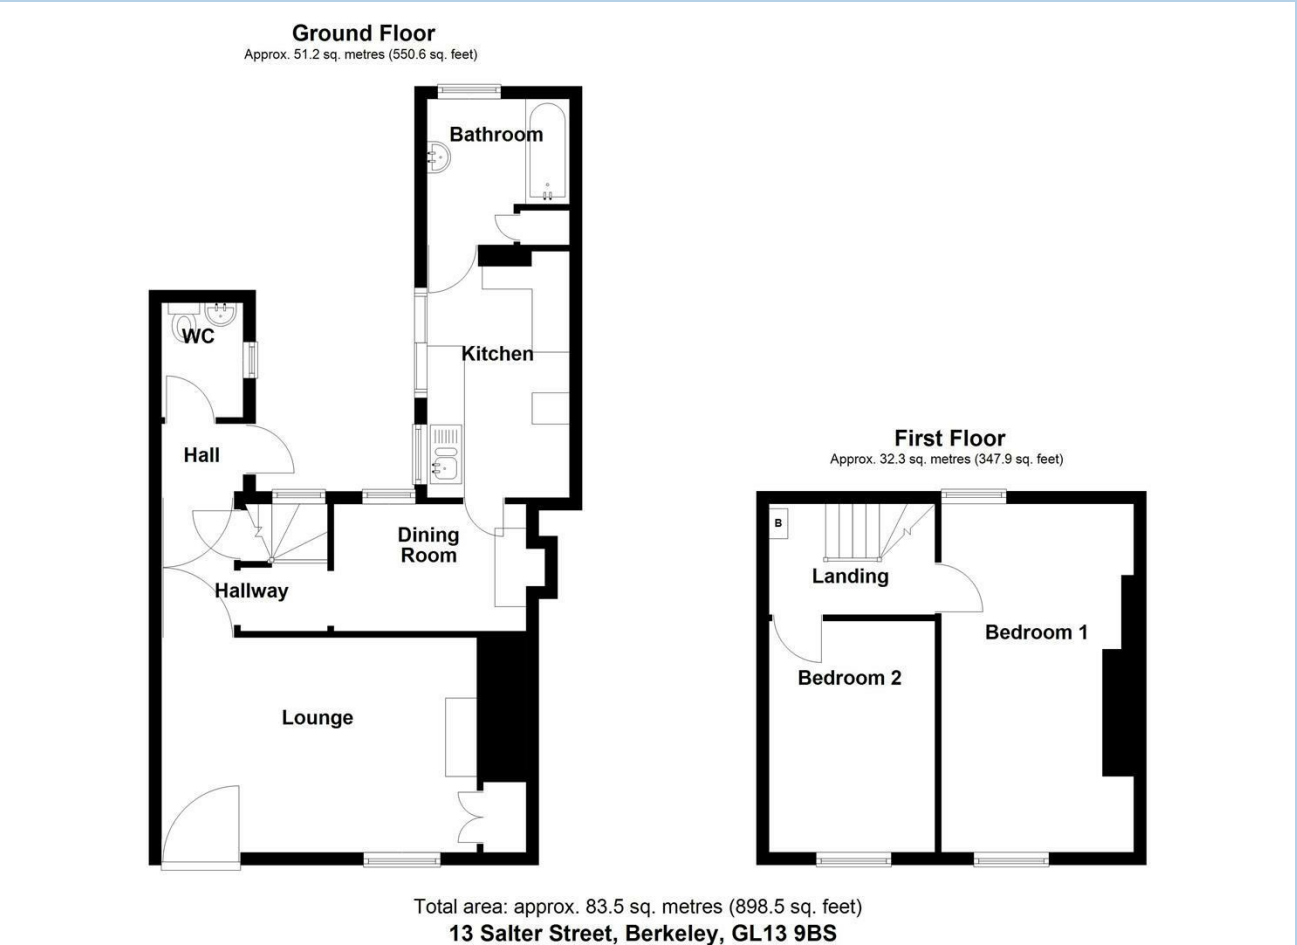 Ground Floor
Approx. 51.2 sq. metres (550.6 sq. feet)
Bathroom
WC
Kitchen
Hall
Dining
Room
Hallway
Lounge
First Floor
Approx. 32.3 sq. metres (347.9 sq. feet)
B
Landing
Bedroom 1
Bedroom 2
Total area: approx. 83.5 sq. metres (898.5 sq. feet)
13 Salter Street, Berkeley, GL13 9BS